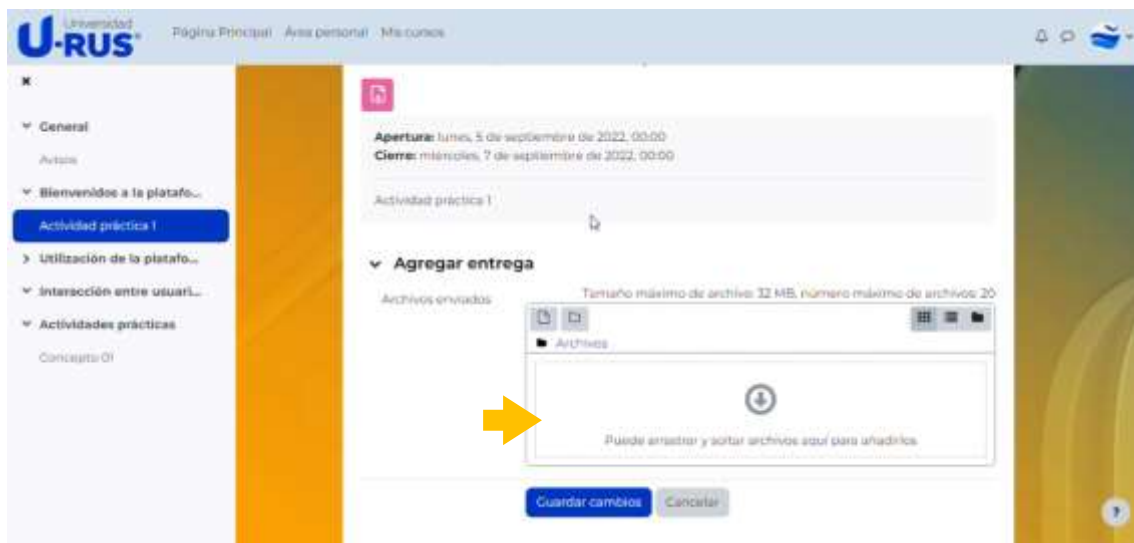 Universidad
U-RUS
Página Principal Área personal Mis cursos
General
Avisos
Bienvenidos a la platafo...
Actividad práctica 1
Utilización de la platafo...
Interacción entre usuari...
Actividades prácticas
Concepto 01
Apertura: lunes, 5 de septiembre de 2022, 00:00
Cierre: miércoles, 7 de septiembre de 2022, 00:00
Actividad práctica 1
Agregar entrega
Archivos enviados
Tamaño máximo de archivo: 32 MB, número máximo de archivos: 20
Archivos
Puede arrastrar y soltar archivos aquí para añadirlos
Guardar cambios
Cancelar
?